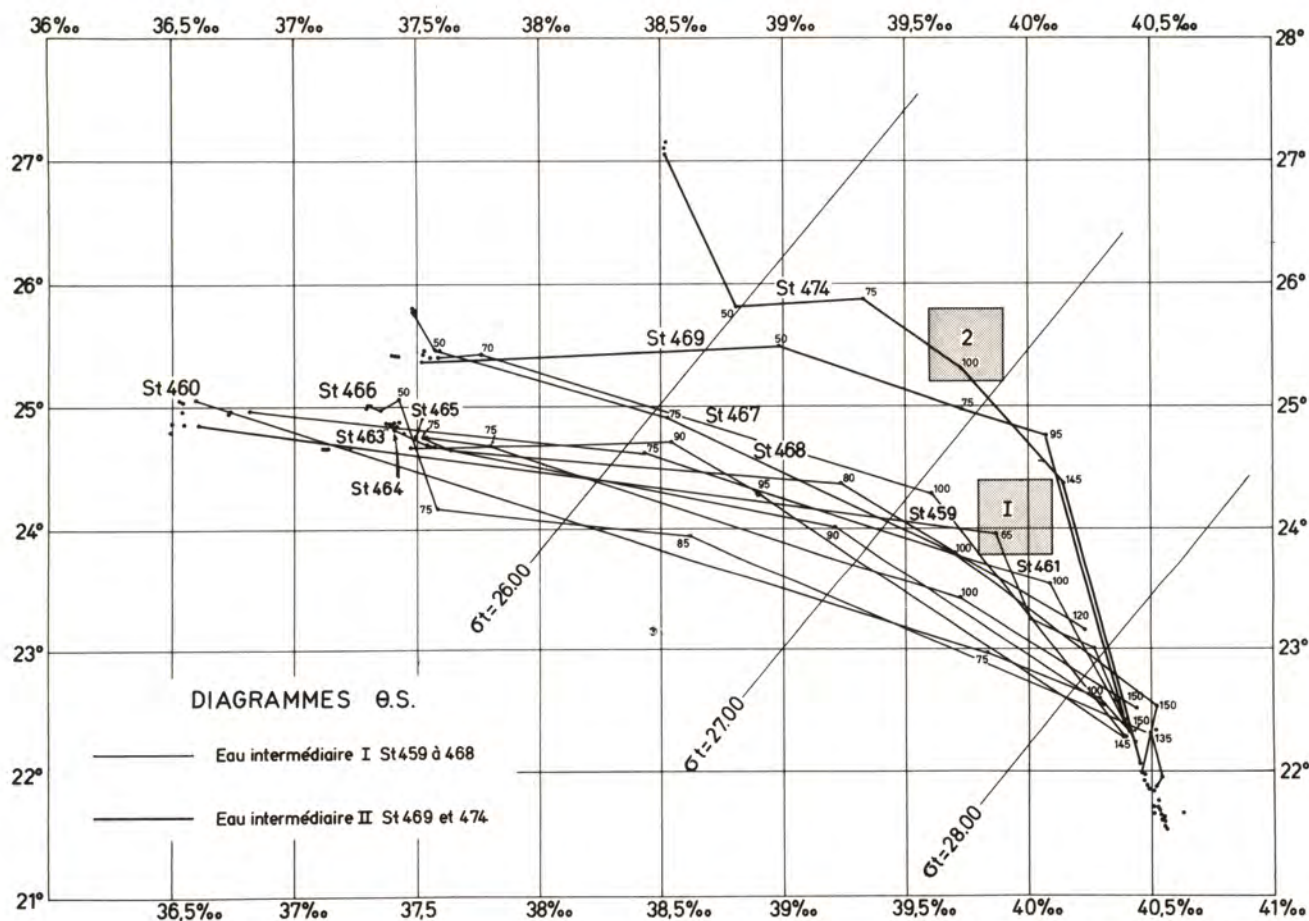 36‰ 36,5‰ 37‰ 37,5‰ 38‰ 38,5‰ 39‰ 39,5‰ 40‰ 40,5‰
28° 28°
27° 27°
26° 26°
25° 25°
24° 24°
23° 23°
22° 22°
21° 21°
36,5‰ 37‰ 37,5‰ 38‰ 38,5‰ 39‰ 39,5‰ 40‰ 40,5‰ 41‰
St 474
50
75
100
2
St 469
50
70
50
75
95
145
St 460
St 466
50
St 465
75
75
St 463
St 464
90
75
75
St 467
St 468
80
95
90
100
St 459
100
I
65
St 461
100
75
85
100
120
75
100
150
150
150
145
135
σt=26.00
σt=27.00
σt=28.00
DIAGRAMMES θ.S.
Eau intermédiaire I St 459 à 468
Eau intermédiaire II St 469 et 474